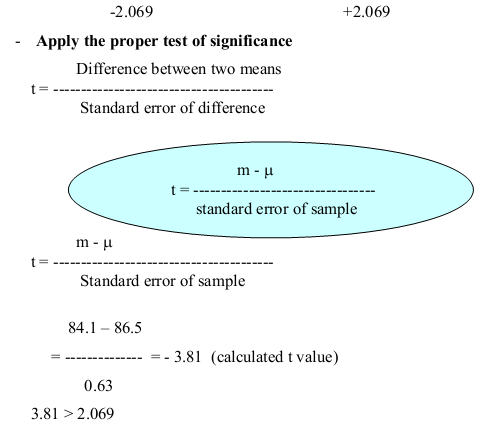 -2.069 +2.069
- Apply the proper test of significance
Difference between two means
t = ----------------------------------------
Standard error of difference
m - μ
t = ---------------------------------
standard error of sample
m - μ
t = ----------------------------------------
Standard error of sample
84.1 – 86.5
= -------------- = - 3.81 (calculated t value)
0.63
3.81 > 2.069